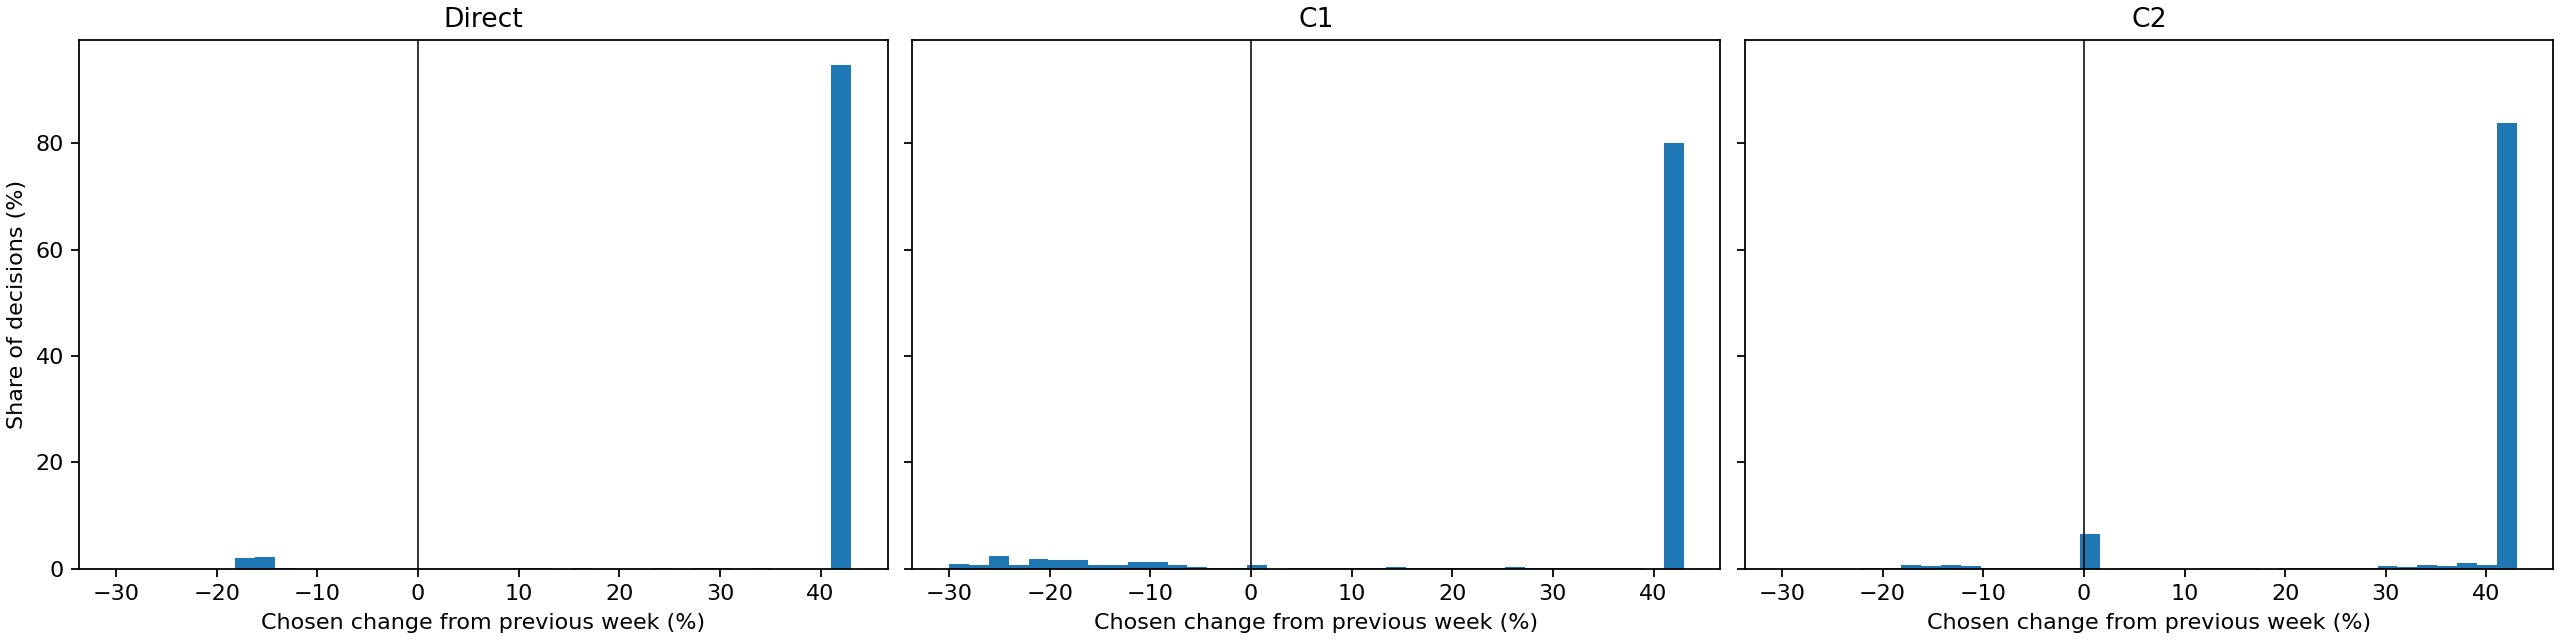 Direct
C1
C2
Share of decisions (%)
80
60
40
20
0
−30 −20 −10 0 10 20 30 40
−30 −20 −10 0 10 20 30 40
−30 −20 −10 0 10 20 30 40
Chosen change from previous week (%)
Chosen change from previous week (%)
Chosen change from previous week (%)